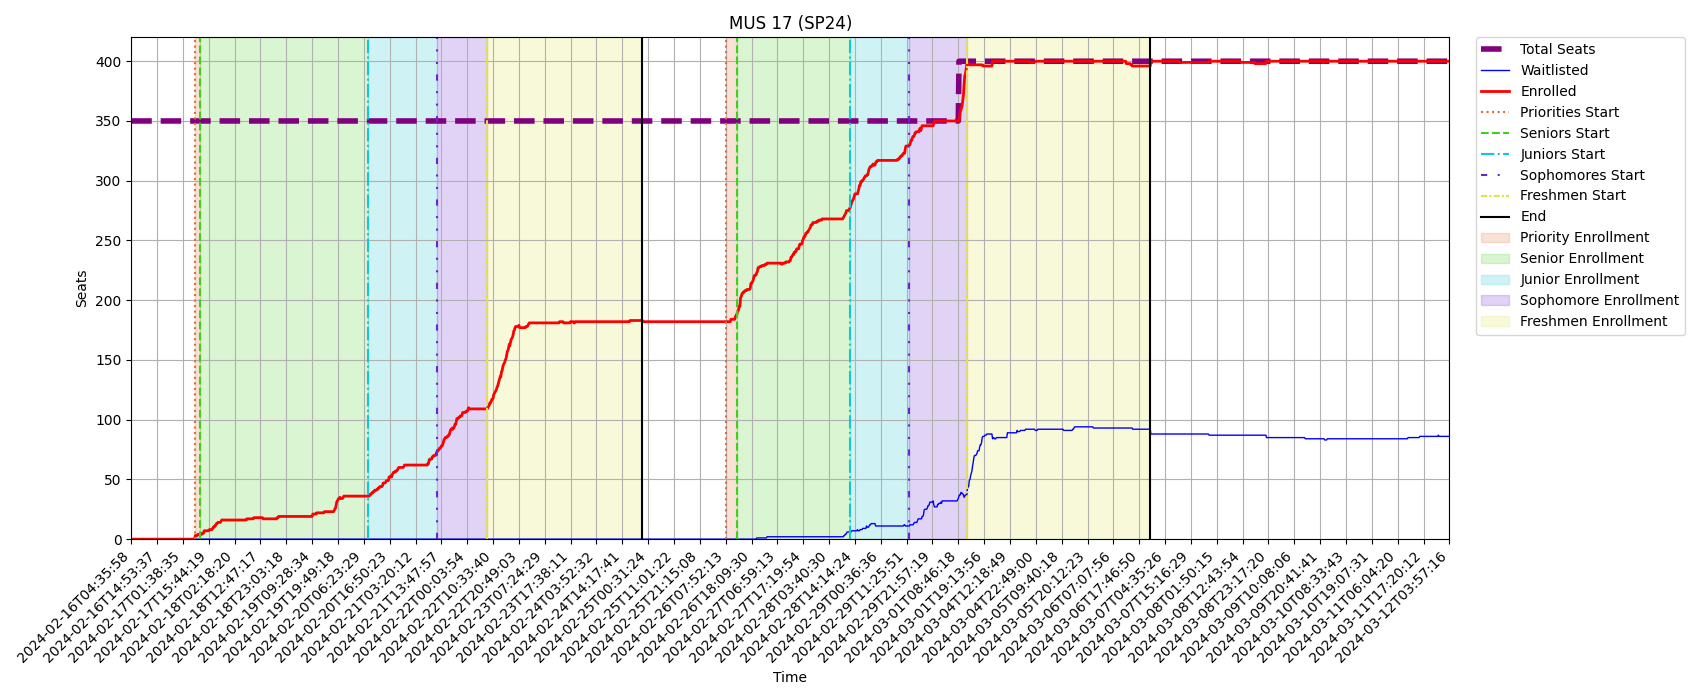 MUS 17 (SP24)
Seats
400
350
300
250
200
150
100
50
0
2024-02-16T04:35:58
2024-02-16T14:53:37
2024-02-17T01:38:35
2024-02-17T15:44:19
2024-02-18T02:18:20
2024-02-18T12:47:17
2024-02-18T23:03:18
2024-02-19T09:28:34
2024-02-19T19:49:18
2024-02-20T06:23:29
2024-02-20T16:50:23
2024-02-21T03:20:12
2024-02-21T13:47:57
2024-02-22T00:03:54
2024-02-22T10:33:40
2024-02-22T20:49:03
2024-02-23T07:24:29
2024-02-23T17:38:11
2024-02-24T03:52:32
2024-02-24T14:17:41
2024-02-25T00:31:24
2024-02-25T11:01:22
2024-02-25T21:15:08
2024-02-26T07:52:13
2024-02-26T18:09:30
2024-02-27T06:59:13
2024-02-27T17:19:54
2024-02-28T03:40:30
2024-02-28T14:14:24
2024-02-29T00:36:36
2024-02-29T11:25:51
2024-02-29T21:57:19
2024-03-01T08:46:18
2024-03-01T19:13:56
2024-03-04T12:18:49
2024-03-04T22:49:00
2024-03-05T09:40:18
2024-03-05T20:12:23
2024-03-06T07:07:56
2024-03-06T17:46:50
2024-03-07T04:35:26
2024-03-07T15:16:29
2024-03-08T01:50:15
2024-03-08T12:43:54
2024-03-08T23:17:20
2024-03-09T10:08:06
2024-03-09T20:41:41
2024-03-10T08:33:43
2024-03-10T19:07:31
2024-03-11T06:04:20
2024-03-11T17:20:12
2024-03-12T03:57:16
Time
Total Seats
Waitlisted
Enrolled
Priorities Start
Seniors Start
Juniors Start
Sophomores Start
Freshmen Start
End
Priority Enrollment
Senior Enrollment
Junior Enrollment
Sophomore Enrollment
Freshmen Enrollment